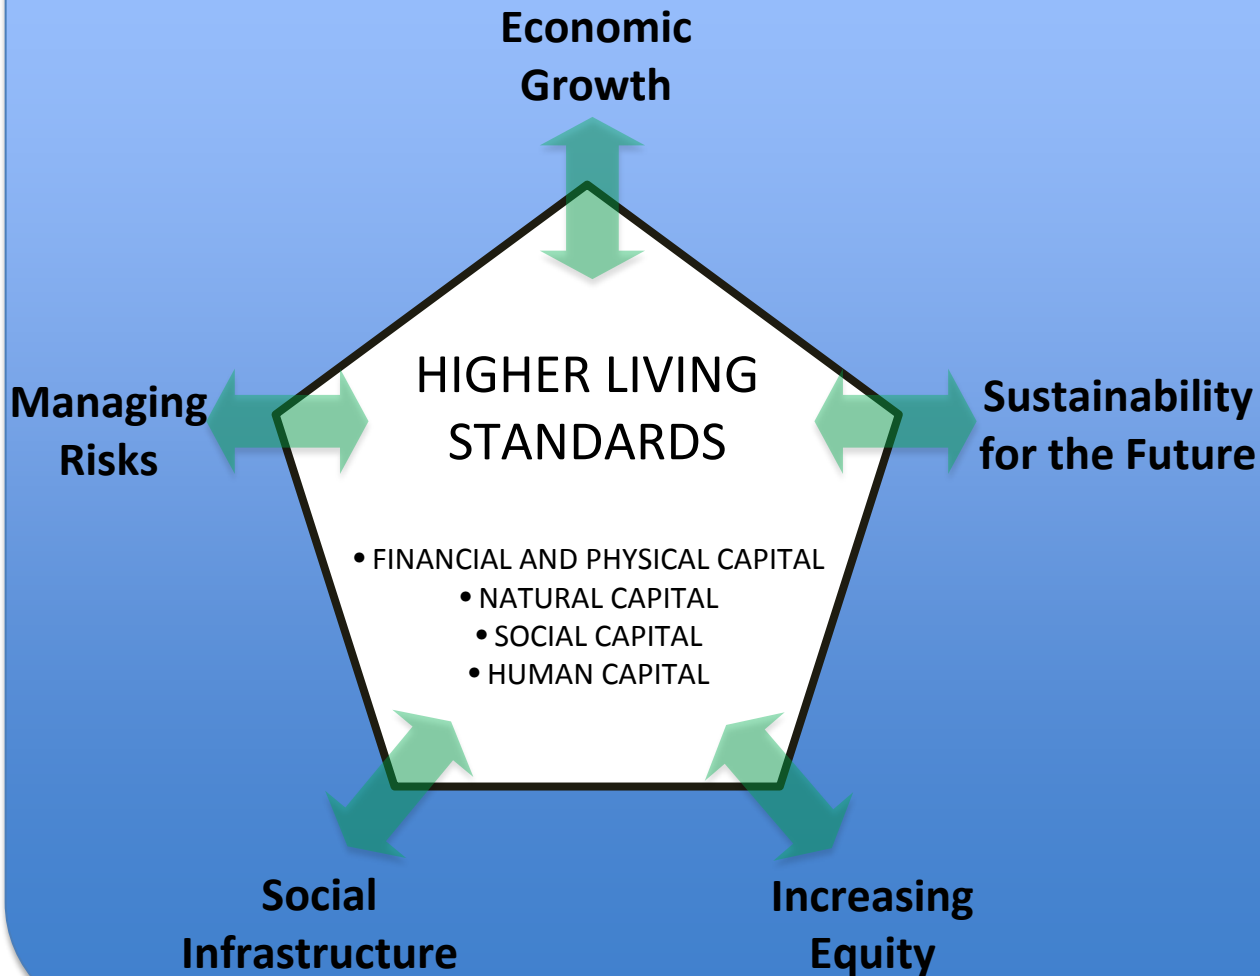 Economic
Growth
HIGHER LIVING
STANDARDS
Managing
Risks
Sustainability
for the Future
• FINANCIAL AND PHYSICAL CAPITAL
• NATURAL CAPITAL
• SOCIAL CAPITAL
• HUMAN CAPITAL
Social
Infrastructure
Increasing
Equity